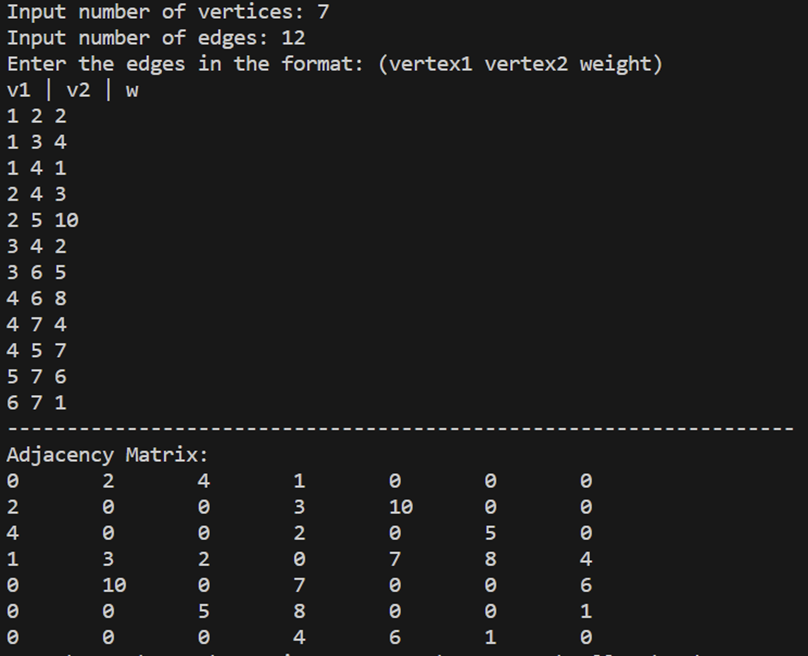 Input number of vertices: 7
Input number of edges: 12
Enter the edges in the format: (vertex1 vertex2 weight)
v1 | v2 | w
1 2 2
1 3 4
1 4 1
2 4 3
2 5 10
3 4 2
3 6 5
4 6 8
4 7 4
4 5 7
5 7 6
6 7 1
------------------------------------------------------------------
Adjacency Matrix:
0 2 4 1 0 0 0
2 0 0 3 10 0 0
4 0 0 2 0 5 0
1 3 2 0 7 8 4
0 10 0 7 0 0 6
0 0 5 8 0 0 1
0 0 0 4 6 1 0